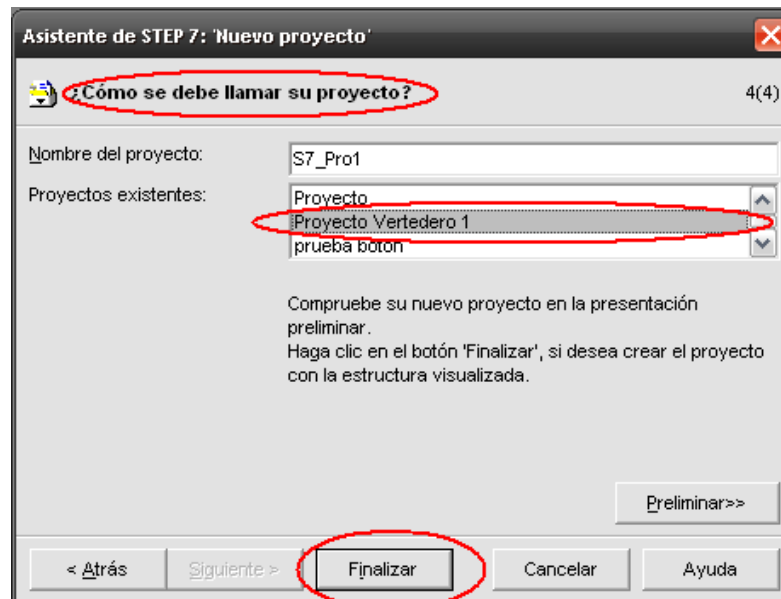 Asistente de STEP 7: 'Nuevo proyecto'
¿Cómo se debe llamar su proyecto?
4(4)
Nombre del proyecto:
S7_Pro1
Proyectos existentes:
Proyecto
Proyecto Vertedero 1
prueba boton
Compruebe su nuevo proyecto en la presentación
preliminar.
Haga clic en el botón 'Finalizar', si desea crear el proyecto
con la estructura visualizada.
Preliminar>>
< Atrás
Siguiente >
Finalizar
Cancelar
Ayuda